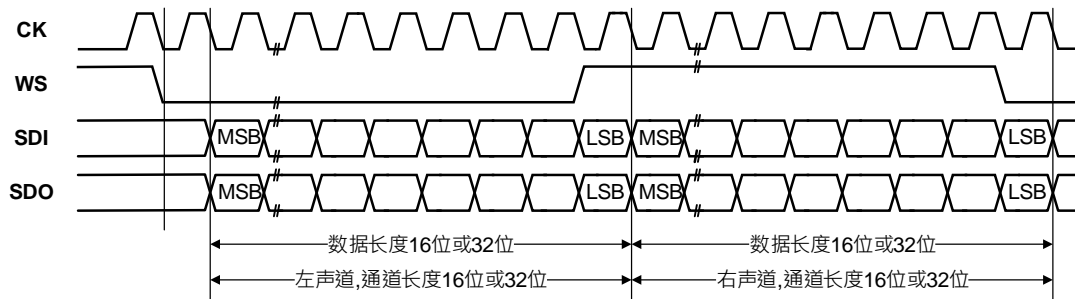 CK
WS
SDI MSB LSB MSB LSB
SDO MSB LSB MSB LSB
数据长度16位或32位 数据长度16位或32位
左声道,通道长度16位或32位 右声道,通道长度16位或32位